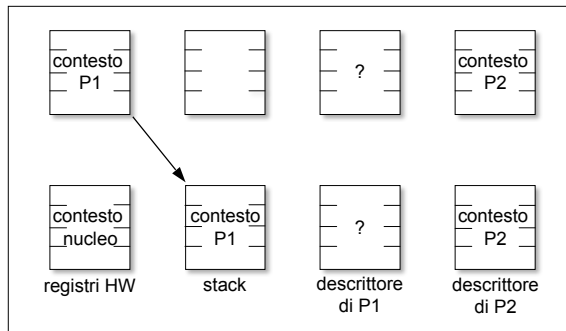 contesto
P1
?
contesto
P2
contesto
nucleo
contesto
P1
?
contesto
P2
registri HW
stack
descrittore
di P1
descrittore
di P2